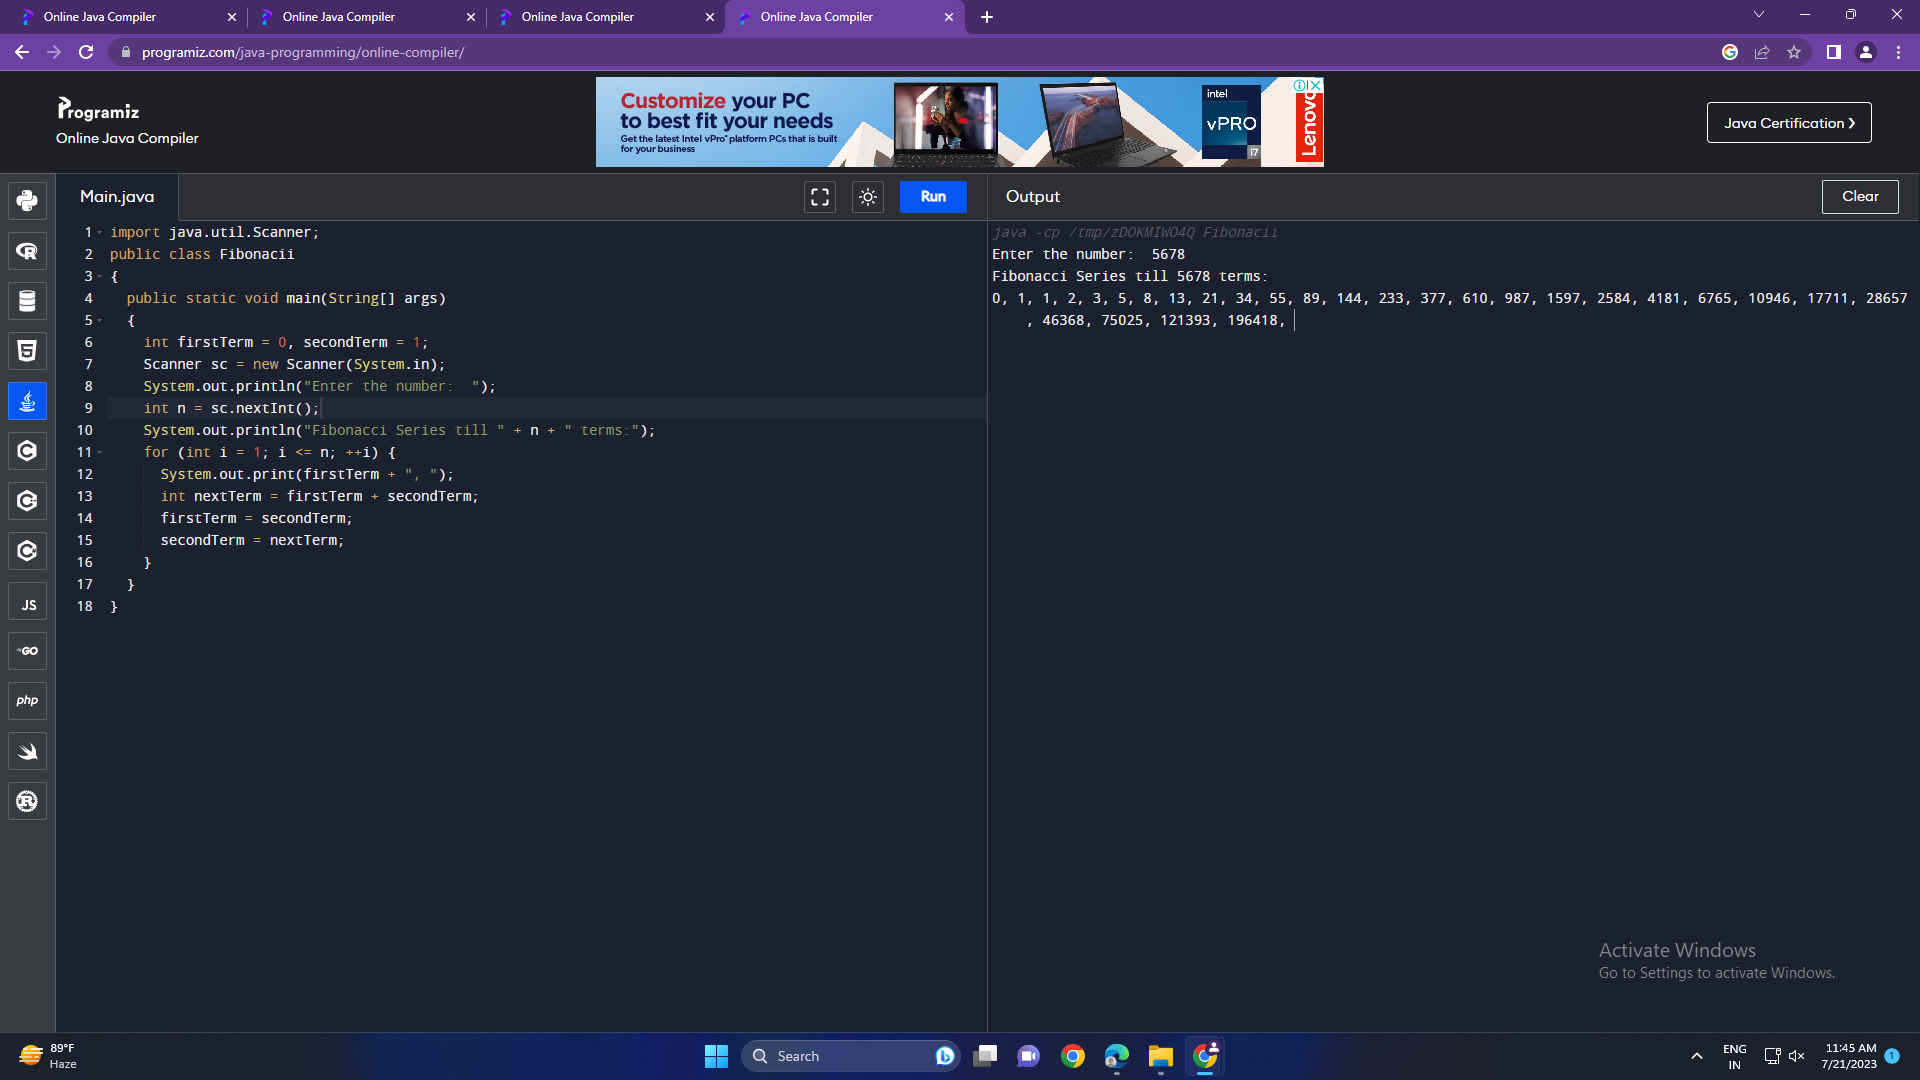 Online Java Compiler
Online Java Compiler
Online Java Compiler
Online Java Compiler
programiz.com/java-programming/online-compiler/
Programiz
Online Java Compiler
Customize your PC
to best fit your needs
Get the latest Intel vPro® platform PCs that is built
for your business
intel
vPRO
i7
Lenovo
Java Certification ❯
Main.java
Run
Output
Clear
1 import java.util.Scanner;
2 public class Fibonacii
3 {
4 public static void main(String[] args)
5 {
6 int firstTerm = 0, secondTerm = 1;
7 Scanner sc = new Scanner(System.in);
8 System.out.println("Enter the number:  ");
9 int n = sc.nextInt();
10 System.out.println("Fibonacci Series till " + n + " terms:");
11 for (int i = 1; i <= n; ++i) {
12 System.out.print(firstTerm + ", ");
13 int nextTerm = firstTerm + secondTerm;
14 firstTerm = secondTerm;
15 secondTerm = nextTerm;
16 }
17 }
18 }
java -cp /tmp/zDOKMIWO4Q Fibonacii
Enter the number:  5678
Fibonacci Series till 5678 terms:
0, 1, 1, 2, 3, 5, 8, 13, 21, 34, 55, 89, 144, 233, 377, 610, 987, 1597, 2584, 4181, 6765, 10946, 17711, 28657
, 46368, 75025, 121393, 196418,
JS
GO
php
Activate Windows
Go to Settings to activate Windows.
89°F
Haze
Search
ENG
IN
11:45 AM
7/21/2023
1